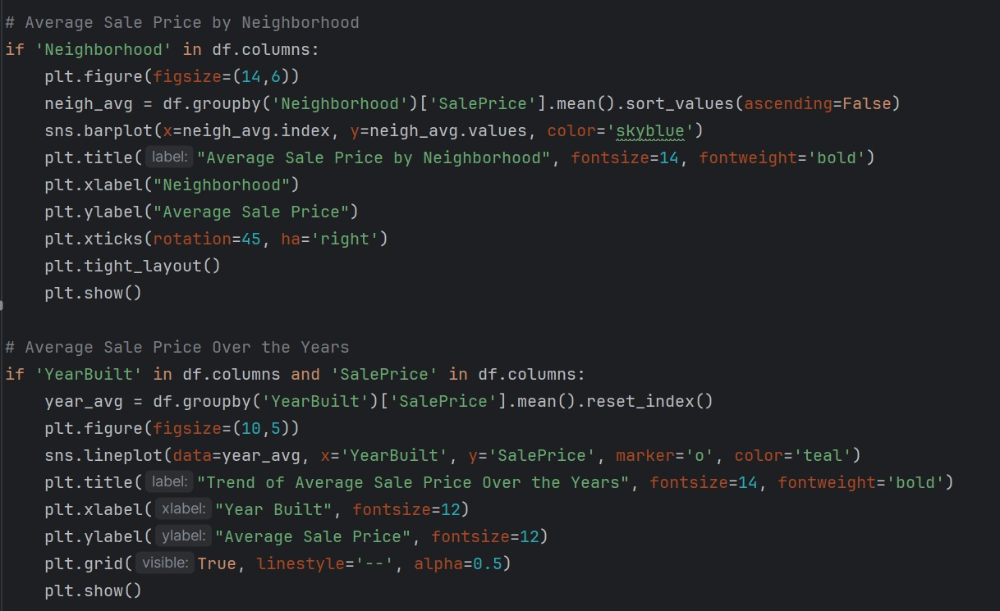 # Average Sale Price by Neighborhood
if 'Neighborhood' in df.columns:
    plt.figure(figsize=(14,6))
    neigh_avg = df.groupby('Neighborhood')['SalePrice'].mean().sort_values(ascending=False)
    sns.barplot(x=neigh_avg.index, y=neigh_avg.values, color='skyblue')
    plt.title( label: "Average Sale Price by Neighborhood", fontsize=14, fontweight='bold')
    plt.xlabel("Neighborhood")
    plt.ylabel("Average Sale Price")
    plt.xticks(rotation=45, ha='right')
    plt.tight_layout()
    plt.show()

# Average Sale Price Over the Years
if 'YearBuilt' in df.columns and 'SalePrice' in df.columns:
    year_avg = df.groupby('YearBuilt')['SalePrice'].mean().reset_index()
    plt.figure(figsize=(10,5))
    sns.lineplot(data=year_avg, x='YearBuilt', y='SalePrice', marker='o', color='teal')
    plt.title( label: "Trend of Average Sale Price Over the Years", fontsize=14, fontweight='bold')
    plt.xlabel( xlabel: "Year Built", fontsize=12)
    plt.ylabel( ylabel: "Average Sale Price", fontsize=12)
    plt.grid( visible: True, linestyle='--', alpha=0.5)
    plt.show()